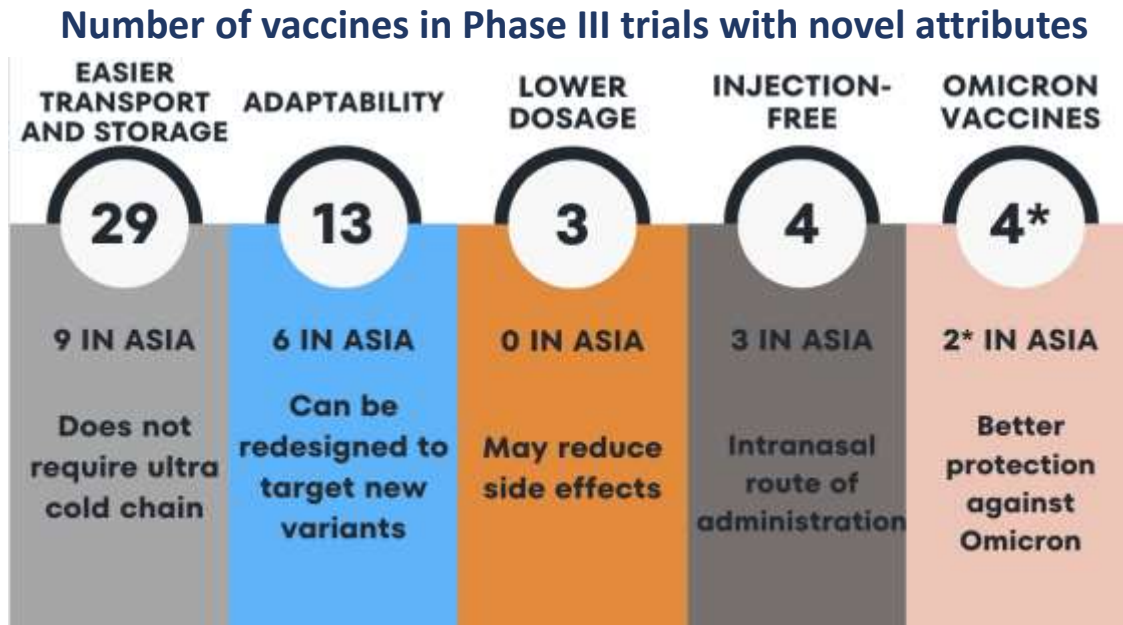 Number of vaccines in Phase III trials with novel attributes
EASIER
TRANSPORT
AND STORAGE
29
9 IN ASIA
Does not
require ultra
cold chain
ADAPTABILITY
13
6 IN ASIA
Can be
redesigned to
target new
variants
LOWER
DOSAGE
3
0 IN ASIA
May reduce
side effects
INJECTION-
FREE
4
3 IN ASIA
Intranasal
route of
administration
OMICRON
VACCINES
4*
2* IN ASIA
Better
protection
against
Omicron